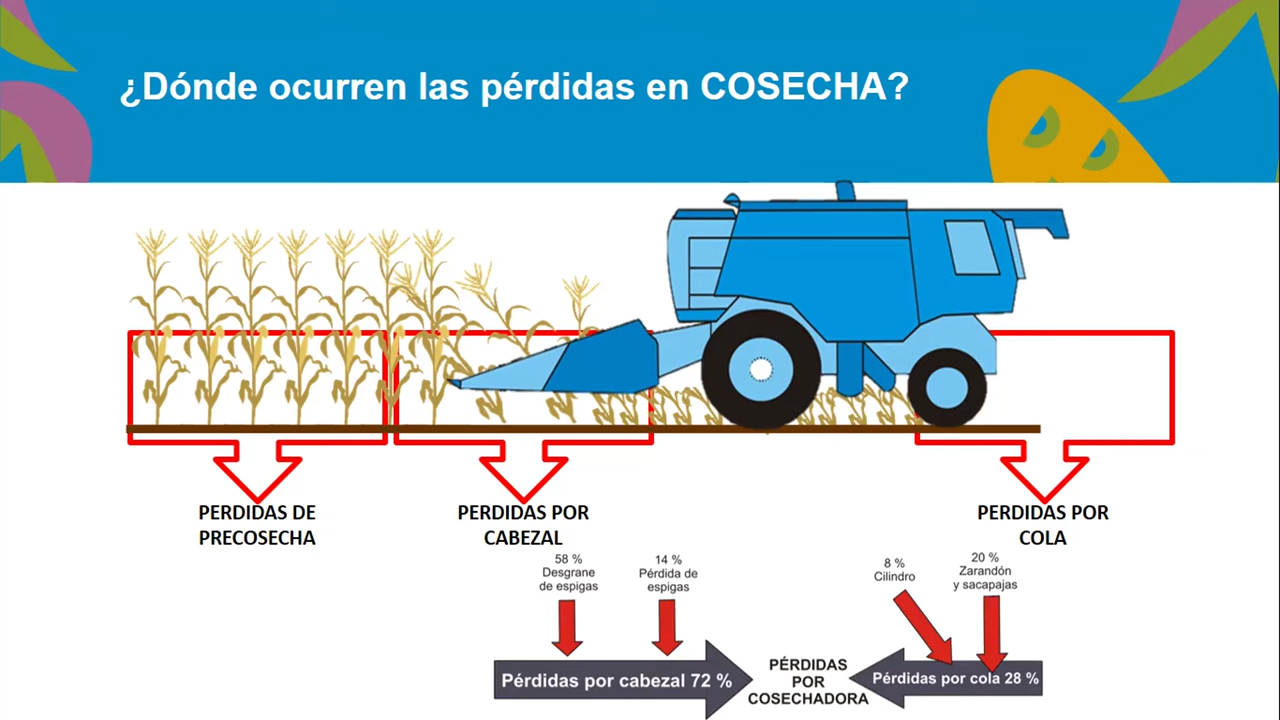 ¿Dónde ocurren las pérdidas en COSECHA?
PERDIDAS DE
PRECOSECHA
PERDIDAS POR
CABEZAL
PERDIDAS POR
COLA
58 %
Desgrane
de espigas
14 %
Pérdida de
espigas
8 %
Cilindro
20 %
Zarandón
y sacapajas
Pérdidas por cabezal 72 %
PÉRDIDAS
POR
COSECHADORA
Pérdidas por cola 28 %